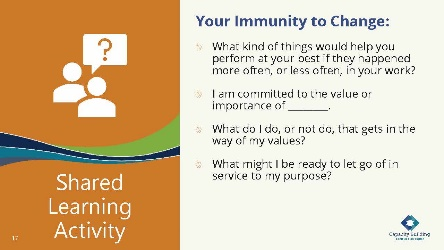 Your Immunity to Change:
What kind of things would help you
perform at your best if they happened
more often, or less often, in your work?
I am committed to the value or
importance of ________.
What do I do, or not do, that gets in the
way of my values?
What might I be ready to let go of in
service to my purpose?
?
Shared
Learning
Activity
17
Capacity Building